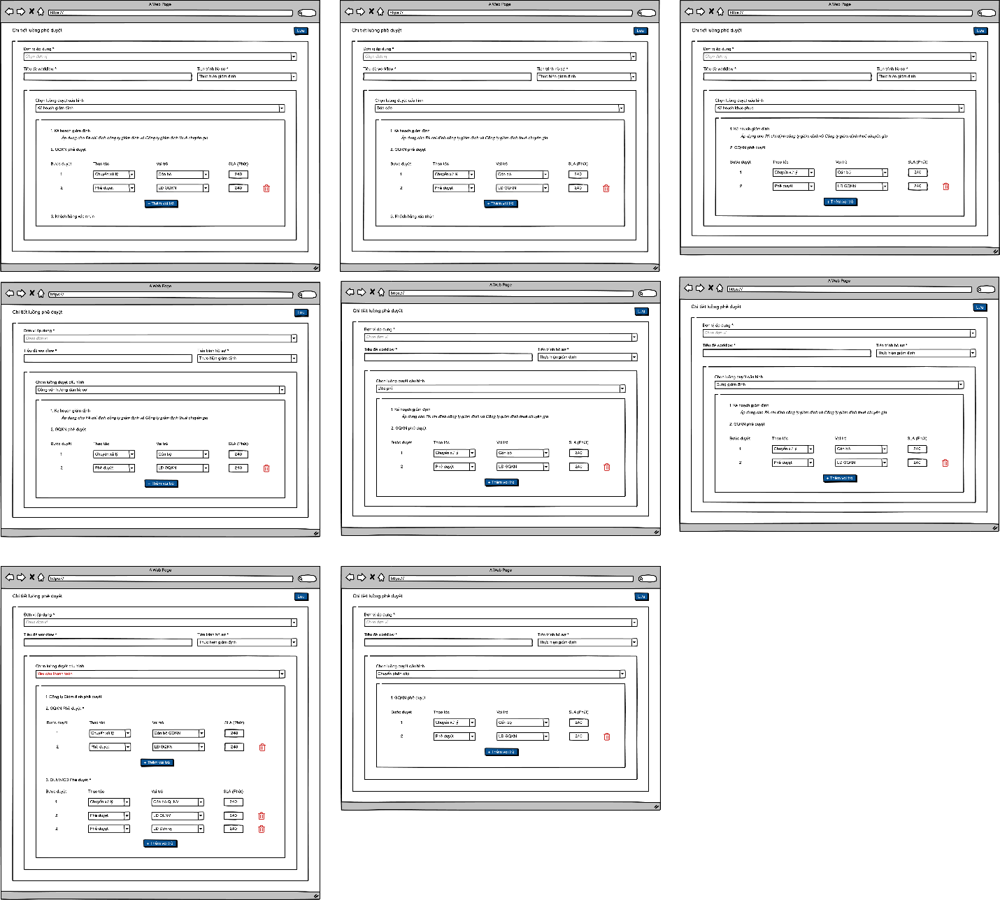 A Web Page
https://
Chi tiết luồng phê duyệt
Lưu
Đơn vị áp dụng *
Chọn đơn vị
Tiêu đề workflow *
Tiến trình hồ sơ *
Thực hiện giám định
Chọn luồng duyệt cấu hình
Kế hoạch giám định
1. Kế hoạch giám định
Áp dụng cho PA chỉ định công ty giám định và Công ty giám định thuê chuyên gia
2. GQKN phê duyệt
Bước duyệt Thao tác Vai trò SLA (Phút)
1 Chuyển xử lý Cán bộ 240
2 Phê duyệt LĐ GQKN 240
+ Thêm vai trò
3. Khách hàng xác nhận
A Web Page
https://
Chi tiết luồng phê duyệt
Lưu
Đơn vị áp dụng *
Chọn đơn vị
Tiêu đề workflow *
Tiến trình hồ sơ *
Thực hiện giám định
Chọn luồng duyệt cấu hình
Báo cáo
1. Kế hoạch giám định
Áp dụng cho PA chỉ định công ty giám định và Công ty giám định thuê chuyên gia
2. GQKN phê duyệt
Bước duyệt Thao tác Vai trò SLA (Phút)
1 Chuyển xử lý Cán bộ 240
2 Phê duyệt LĐ GQKN 240
+ Thêm vai trò
3. Khách hàng xác nhận
A Web Page
https://
Chi tiết luồng phê duyệt
Lưu
Đơn vị áp dụng *
Chọn đơn vị
Tiêu đề workflow *
Tiến trình hồ sơ *
Thực hiện giám định
Chọn luồng duyệt cấu hình
Kế hoạch khắc phục
1. Kế hoạch giám định
Áp dụng cho PA chỉ định công ty giám định và Công ty giám định thuê chuyên gia
2. GQKN phê duyệt
Bước duyệt Thao tác Vai trò SLA (Phút)
1 Chuyển xử lý Cán bộ 240
2 Phê duyệt LĐ GQKN 240
+ Thêm vai trò
A Web Page
https://
Chi tiết luồng phê duyệt
Lưu
Đơn vị áp dụng *
Chọn đơn vị
Tiêu đề workflow *
Tiến trình hồ sơ *
Thực hiện giám định
Chọn luồng duyệt cấu hình
Công văn hướng dẫn hồ sơ
1. Kế hoạch giám định
Áp dụng cho PA chỉ định công ty giám định và Công ty giám định thuê chuyên gia
2. GQKN phê duyệt
Bước duyệt Thao tác Vai trò SLA (Phút)
1 Chuyển xử lý Cán bộ 240
2 Phê duyệt LĐ GQKN 240
+ Thêm vai trò
A Web Page
https://
Chi tiết luồng phê duyệt
Lưu
Đơn vị áp dụng *
Chọn đơn vị
Tiêu đề workflow *
Tiến trình hồ sơ *
Thực hiện giám định
Chọn luồng duyệt cấu hình
Ước phí
1. Kế hoạch giám định
Áp dụng cho PA chỉ định công ty giám định và Công ty giám định thuê chuyên gia
2. GQKN phê duyệt
Bước duyệt Thao tác Vai trò SLA (Phút)
1 Chuyển xử lý Cán bộ 240
2 Phê duyệt LĐ GQKN 240
+ Thêm vai trò
A Web Page
https://
Chi tiết luồng phê duyệt
Lưu
Đơn vị áp dụng *
Chọn đơn vị
Tiêu đề workflow *
Tiến trình hồ sơ *
Thực hiện giám định
Chọn luồng duyệt cấu hình
Dừng giám định
1. Kế hoạch giám định
Áp dụng cho PA chỉ định công ty giám định và Công ty giám định thuê chuyên gia
2. GQKN phê duyệt
Bước duyệt Thao tác Vai trò SLA (Phút)
1 Chuyển xử lý Cán bộ 240
2 Phê duyệt LĐ GQKN 240
+ Thêm vai trò
A Web Page
https://
Chi tiết luồng phê duyệt
Lưu
Đơn vị áp dụng *
Chọn đơn vị
Tiêu đề workflow *
Tiến trình hồ sơ *
Thực hiện giám định
Chọn luồng duyệt cấu hình
Yêu cầu thanh toán
1. Công ty Giám định phê duyệt
2. GQKN Phê duyệt *
Bước duyệt Thao tác Vai trò SLA (Phút)
1 Chuyển xử lý Cán bộ GQKN 240
2 Phê duyệt LĐ GQKN 240
+ Thêm vai trò
3. QLNV/GĐ Phê duyệt *
Bước duyệt Thao tác Vai trò SLA (Phút)
1 Chuyển xử lý Cán bộ QLNV 240
2 Phê duyệt LĐ QLNV 240
2 Phê duyệt LĐ Đơn vị 240
+ Thêm vai trò
A Web Page
https://
Chi tiết luồng phê duyệt
Lưu
Đơn vị áp dụng *
Chọn đơn vị
Tiêu đề workflow *
Tiến trình hồ sơ *
Thực hiện giám định
Chọn luồng duyệt cấu hình
Chuyển phân cấp
1. GQKN phê duyệt
Bước duyệt Thao tác Vai trò SLA (Phút)
1 Chuyển xử lý Cán bộ 240
2 Phê duyệt LĐ GQKN 240
+ Thêm vai trò